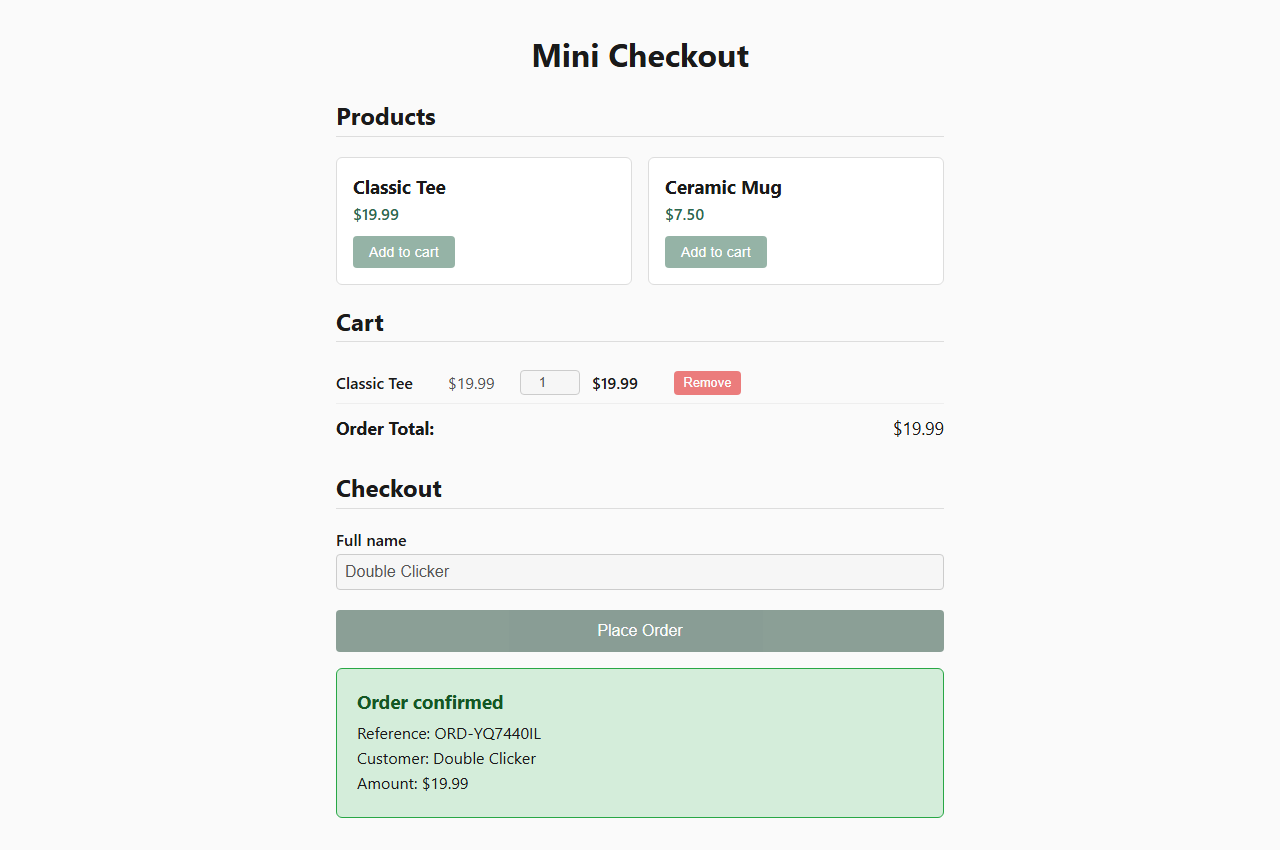 Mini Checkout
Products
Classic Tee
$19.99
Add to cart
Ceramic Mug
$7.50
Add to cart
Cart
Classic Tee $19.99 1 $19.99 Remove
Order Total: $19.99
Checkout
Full name
Double Clicker
Place Order
Order confirmed
Reference: ORD-YQ7440IL
Customer: Double Clicker
Amount: $19.99